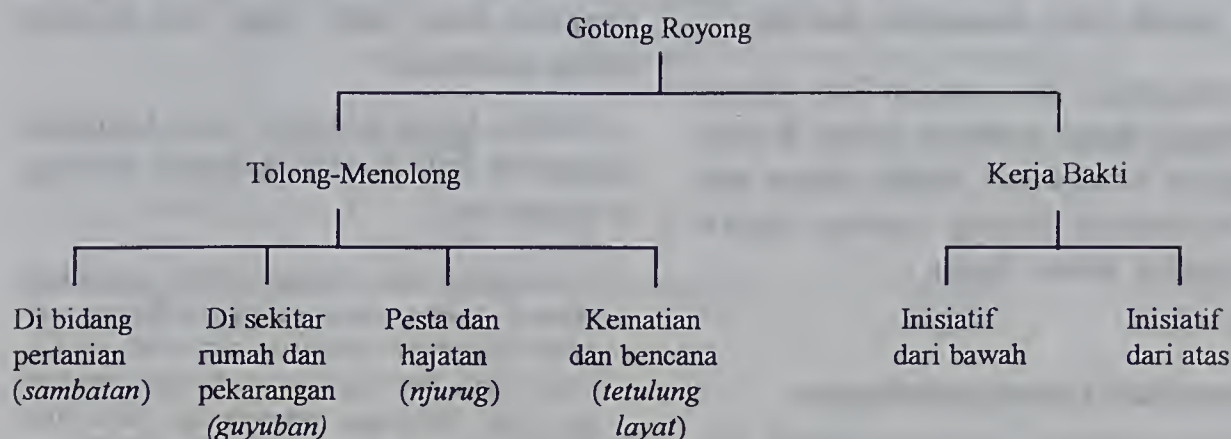 Gotong Royong
Tolong-Menolong
Kerja Bakti
Di bidang
pertanian
(sambatan)
Di sekitar
rumah dan
pekarangan
(guyuban)
Pesta dan
hajatan
(njurug)
Kematian
dan bencana
(tetulung
layat)
Inisiatif
dari bawah
Inisiatif
dari atas